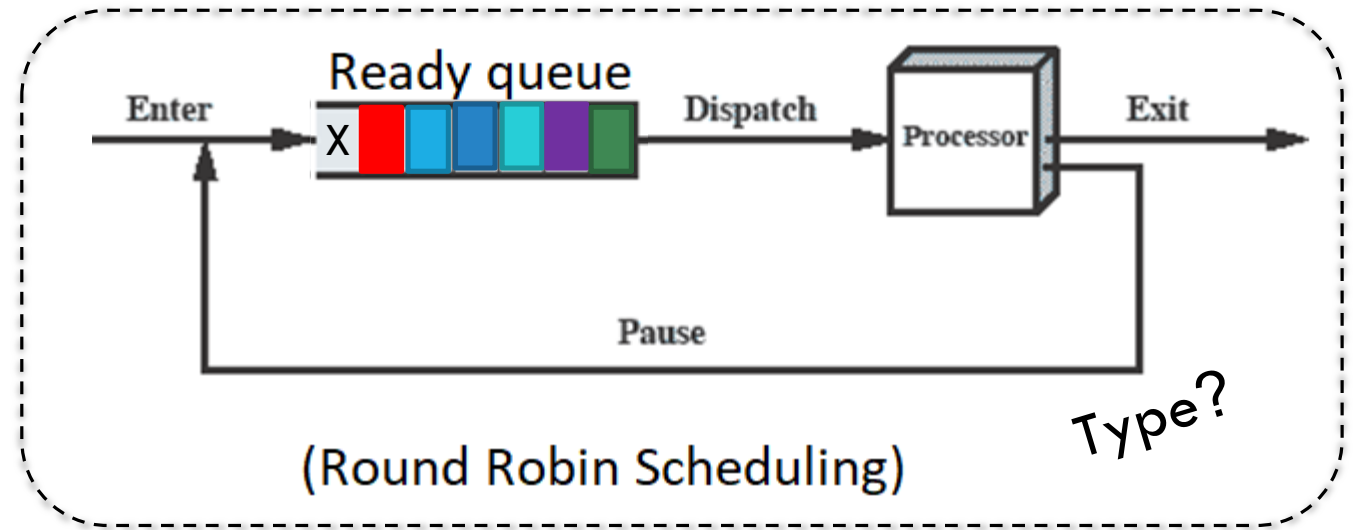 Ready queue
Enter
X
Dispatch
Processor
Exit
Pause
Type?
(Round Robin Scheduling)